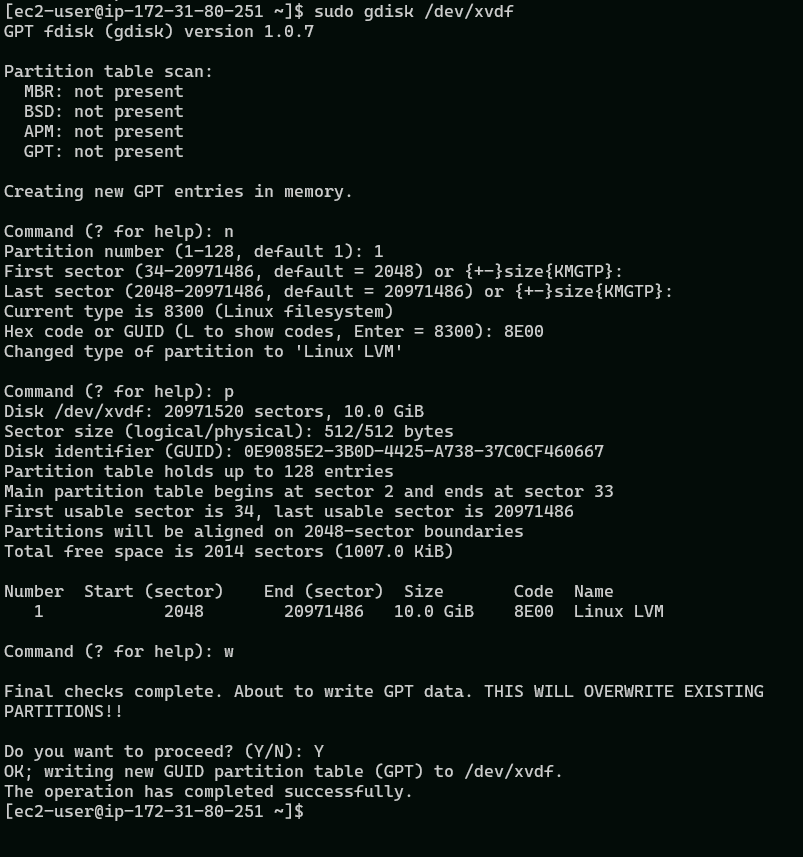 [ec2-user@ip-172-31-80-251 ~]$ sudo gdisk /dev/xvdf
GPT fdisk (gdisk) version 1.0.7
Partition table scan:
MBR: not present
BSD: not present
APM: not present
GPT: not present
Creating new GPT entries in memory.
Command (? for help): n
Partition number (1-128, default 1): 1
First sector (34-20971486, default = 2048) or {+-}size{KMGTP}:
Last sector (2048-20971486, default = 20971486) or {+-}size{KMGTP}:
Current type is 8300 (Linux filesystem)
Hex code or GUID (L to show codes, Enter = 8300): 8E00
Changed type of partition to 'Linux LVM'
Command (? for help): p
Disk /dev/xvdf: 20971520 sectors, 10.0 GiB
Sector size (logical/physical): 512/512 bytes
Disk identifier (GUID): 0E9085E2-3B0D-4425-A738-37C0CF460667
Partition table holds up to 128 entries
Main partition table begins at sector 2 and ends at sector 33
First usable sector is 34, last usable sector is 20971486
Partitions will be aligned on 2048-sector boundaries
Total free space is 2014 sectors (1007.0 KiB)
Number  Start (sector)    End (sector)  Size       Code  Name
1            2048        20971486   10.0 GiB    8E00  Linux LVM
Command (? for help): w
Final checks complete. About to write GPT data. THIS WILL OVERWRITE EXISTING
PARTITIONS!!
Do you want to proceed? (Y/N): Y
OK; writing new GUID partition table (GPT) to /dev/xvdf.
The operation has completed successfully.
[ec2-user@ip-172-31-80-251 ~]$